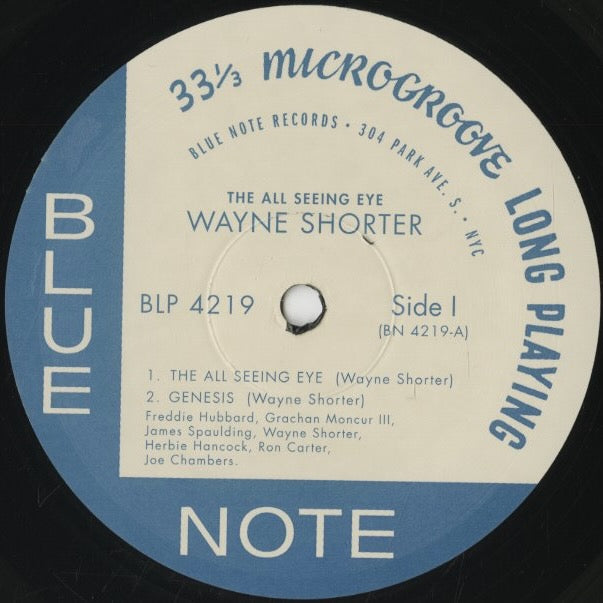 33⅓ MICROGROOVE LONG PLAYING
BLUE NOTE RECORDS • 304 PARK AVE. S. • NYC
THE ALL SEEING EYE
WAYNE SHORTER
BLP 4219
Side I
(BN 4219-A)
1. THE ALL SEEING EYE (Wayne Shorter)
2. GENESIS (Wayne Shorter)
Freddie Hubbard, Grachan Moncur III,
James Spaulding, Wayne Shorter,
Herbie Hancock, Ron Carter,
Joe Chambers.
BLUE
NOTE